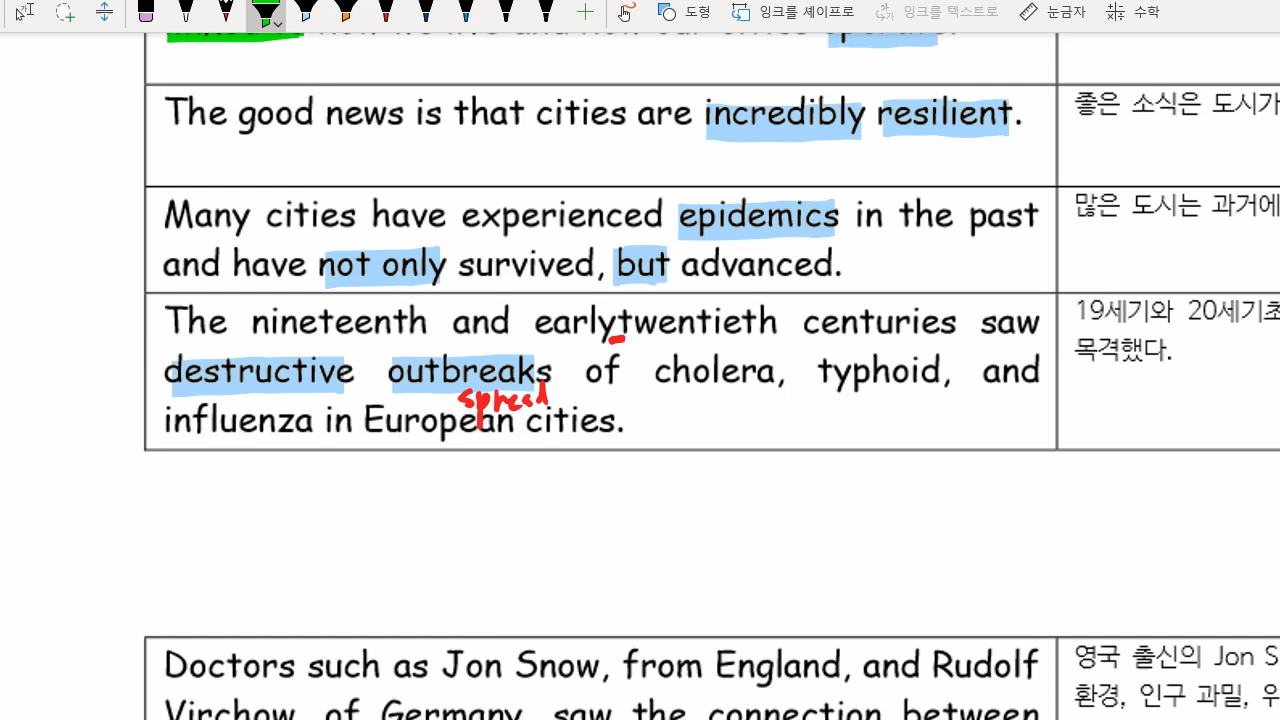 도형 잉크를 셰이프로 잉크를 텍스트로 눈금자 수학
The good news is that cities are incredibly resilient.
좋은 소식은 도시가
Many cities have experienced epidemics in the past
and have not only survived, but advanced.
많은 도시는 과거에
The nineteenth and earlytwentieth centuries saw
destructive outbreaks of cholera, typhoid, and
spread
influenza in European cities.
19세기와 20세기초
목격했다.
Doctors such as Jon Snow, from England, and Rudolf
Virchow, of Germany, saw the connection between
영국 출신의 Jon S
환경, 인구 과밀, 위